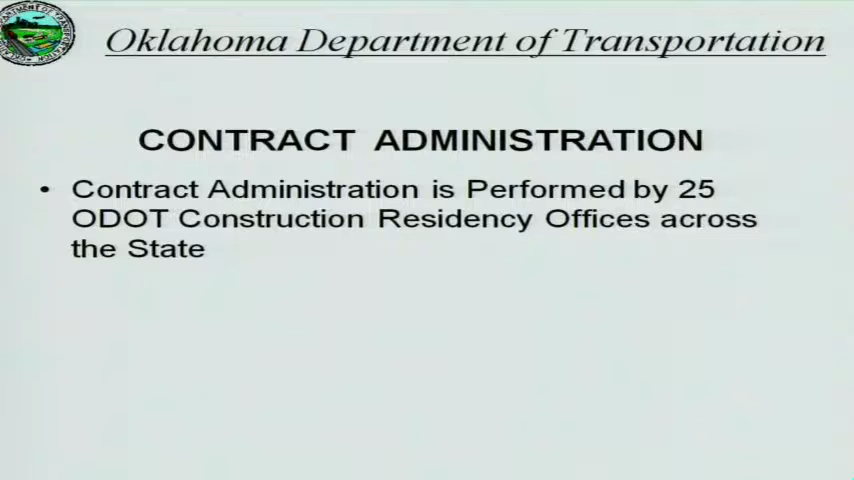 Oklahoma Department of Transportation
CONTRACT ADMINISTRATION
• Contract Administration is Performed by 25
ODOT Construction Residency Offices across
the State